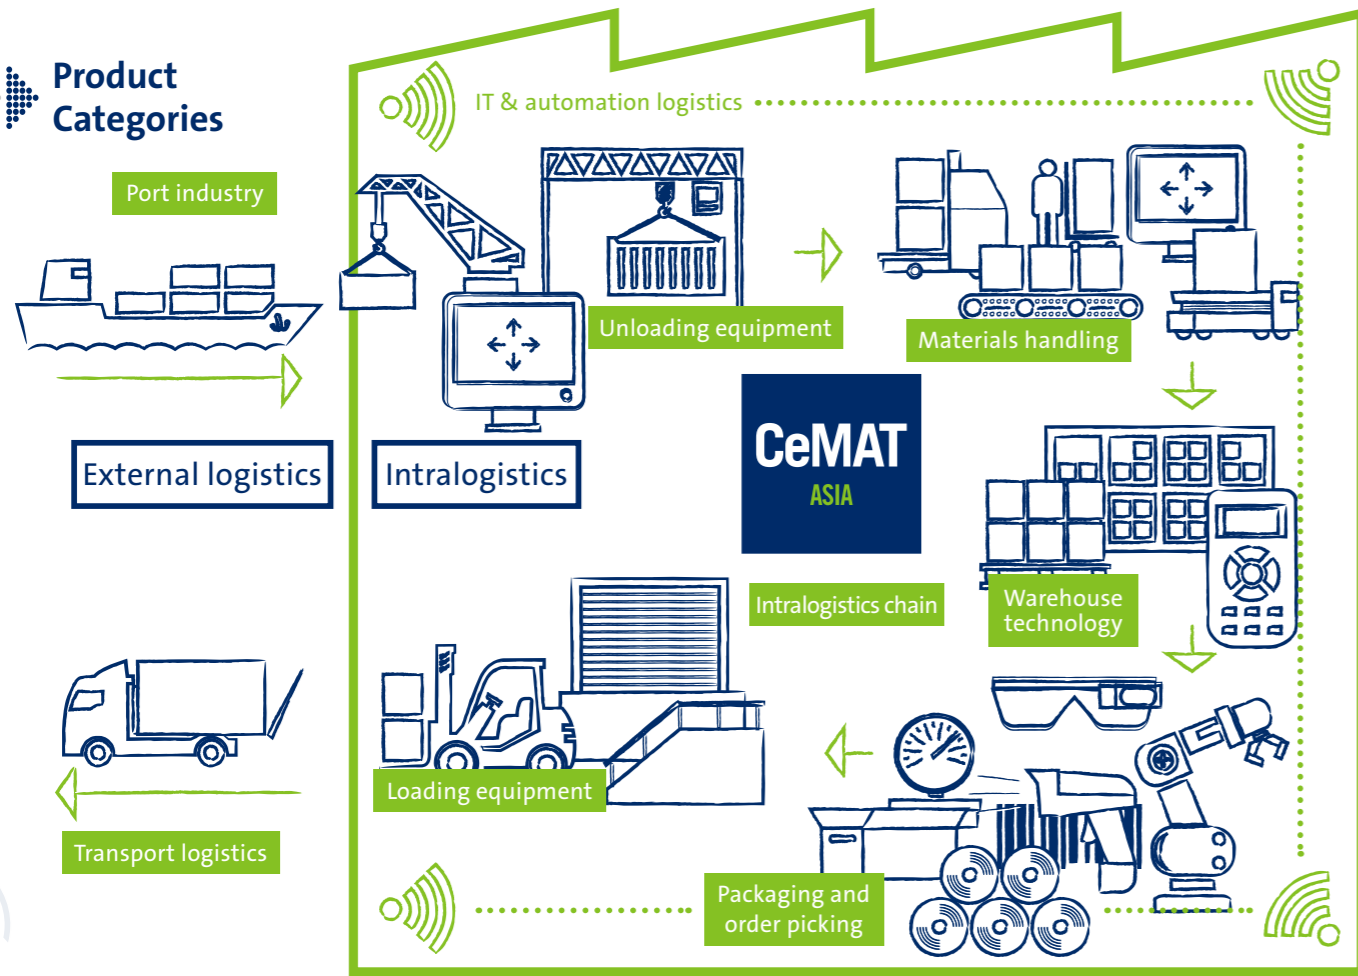 Product
Categories
IT & automation logistics
Port industry
Unloading equipment
Materials handling
External logistics
Intralogistics
CeMAT
ASIA
Intralogistics chain
Warehouse
technology
Loading equipment
Transport logistics
Packaging and
order picking